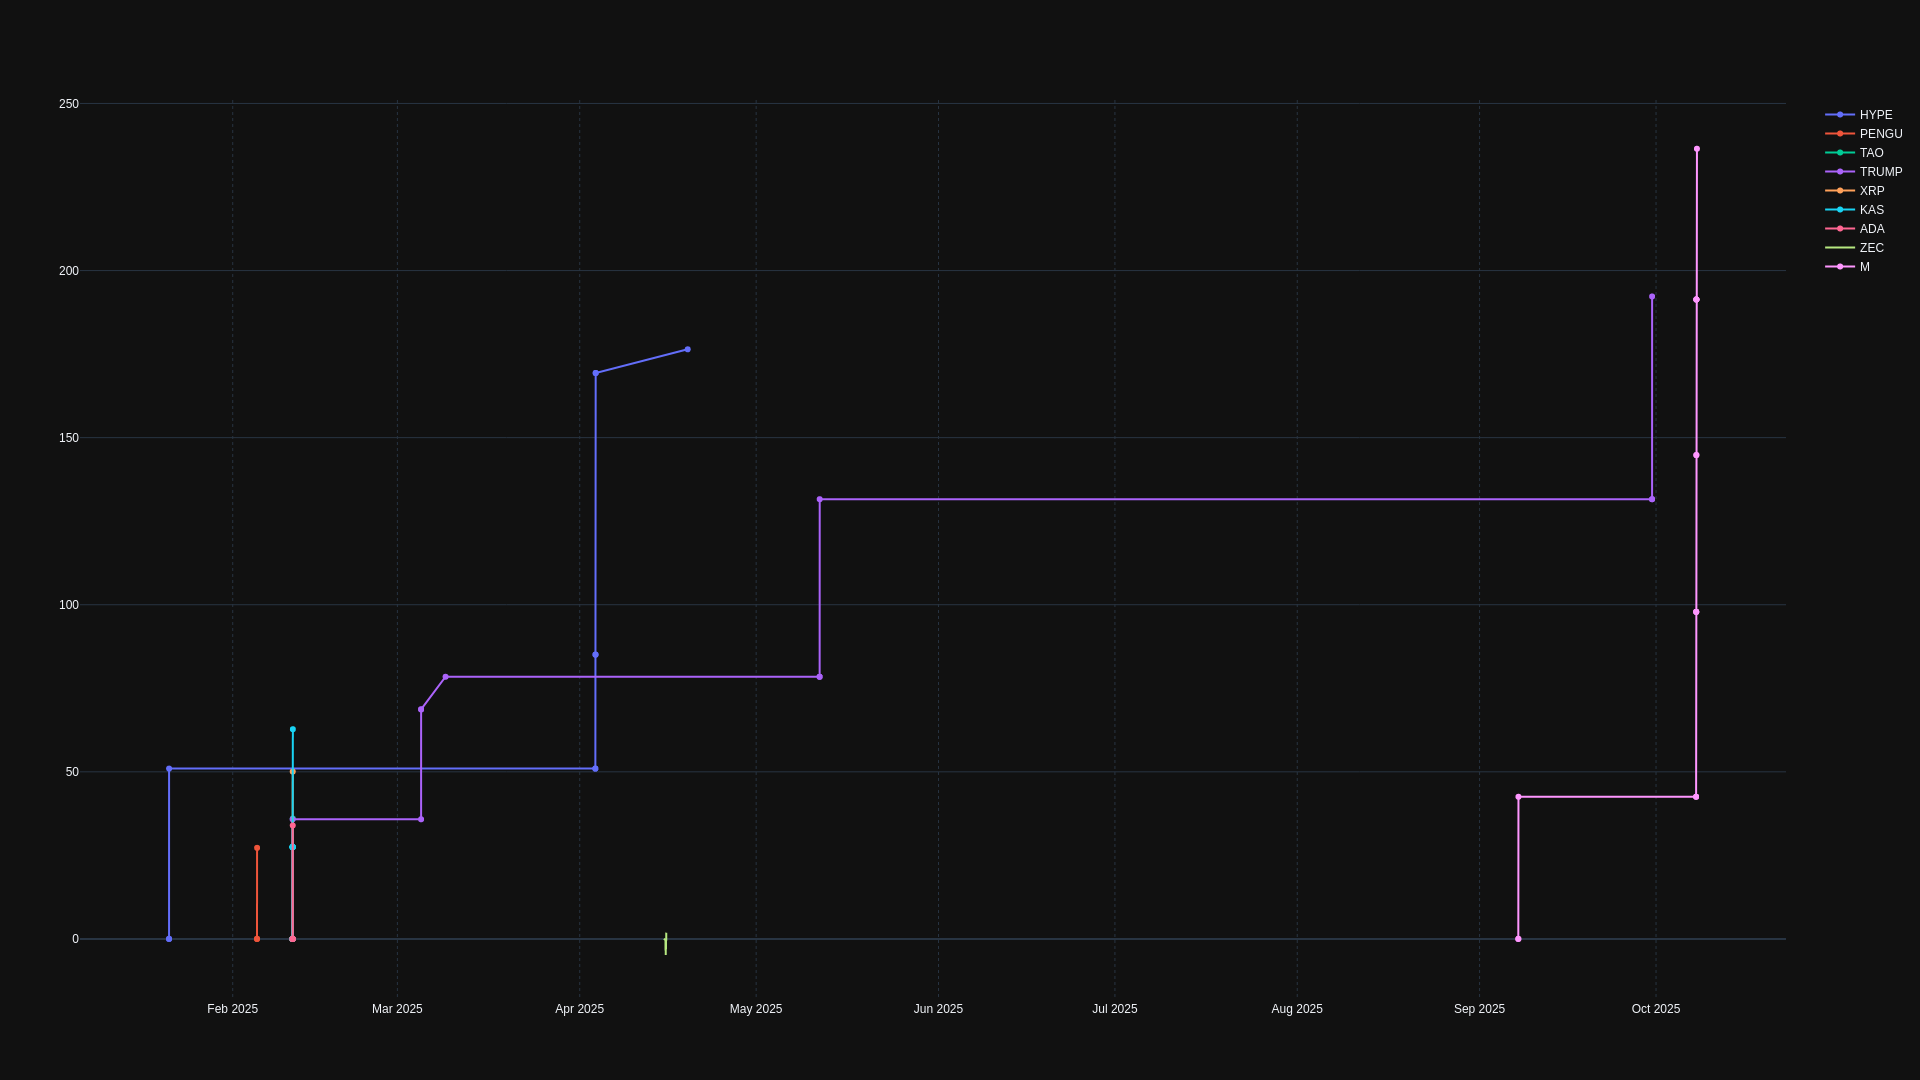 250
200
150
100
50
0
Feb 2025
Mar 2025
Apr 2025
May 2025
Jun 2025
Jul 2025
Aug 2025
Sep 2025
Oct 2025
HYPE
PENGU
TAO
TRUMP
XRP
KAS
ADA
ZEC
M